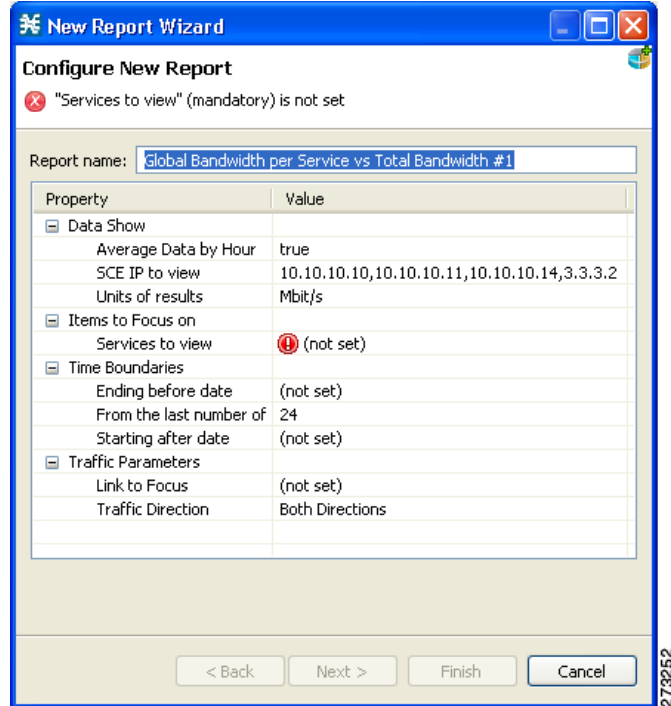 New Report Wizard
Configure New Report
"Services to view" (mandatory) is not set
Report name: Global Bandwidth per Service vs Total Bandwidth #1
Property Value
Data Show
Average Data by Hour true
SCE IP to view 10.10.10.10,10.10.10.11,10.10.10.14,3.3.3.2
Units of results Mbit/s
Items to Focus on
Services to view (not set)
Time Boundaries
Ending before date (not set)
From the last number of 24
Starting after date (not set)
Traffic Parameters
Link to Focus (not set)
Traffic Direction Both Directions
< Back Next > Finish Cancel
273252